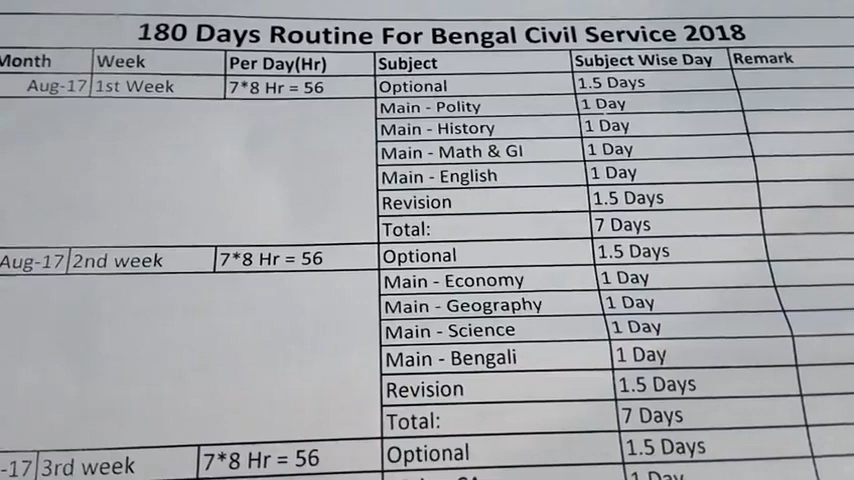 180 Days Routine For Bengal Civil Service 2018
Month Week Per Day(Hr) Subject Subject Wise Day Remark
Aug-17 1st Week 7*8 Hr = 56 Optional 1.5 Days
Main - Polity 1 Day
Main - History 1 Day
Main - Math & GI 1 Day
Main - English 1 Day
Revision 1.5 Days
Total: 7 Days
Aug-17 2nd week 7*8 Hr = 56 Optional 1.5 Days
Main - Economy 1 Day
Main - Geography 1 Day
Main - Science 1 Day
Main - Bengali 1 Day
Revision 1.5 Days
Total: 7 Days
-17 3rd week 7*8 Hr = 56 Optional 1.5 Days
1 Day